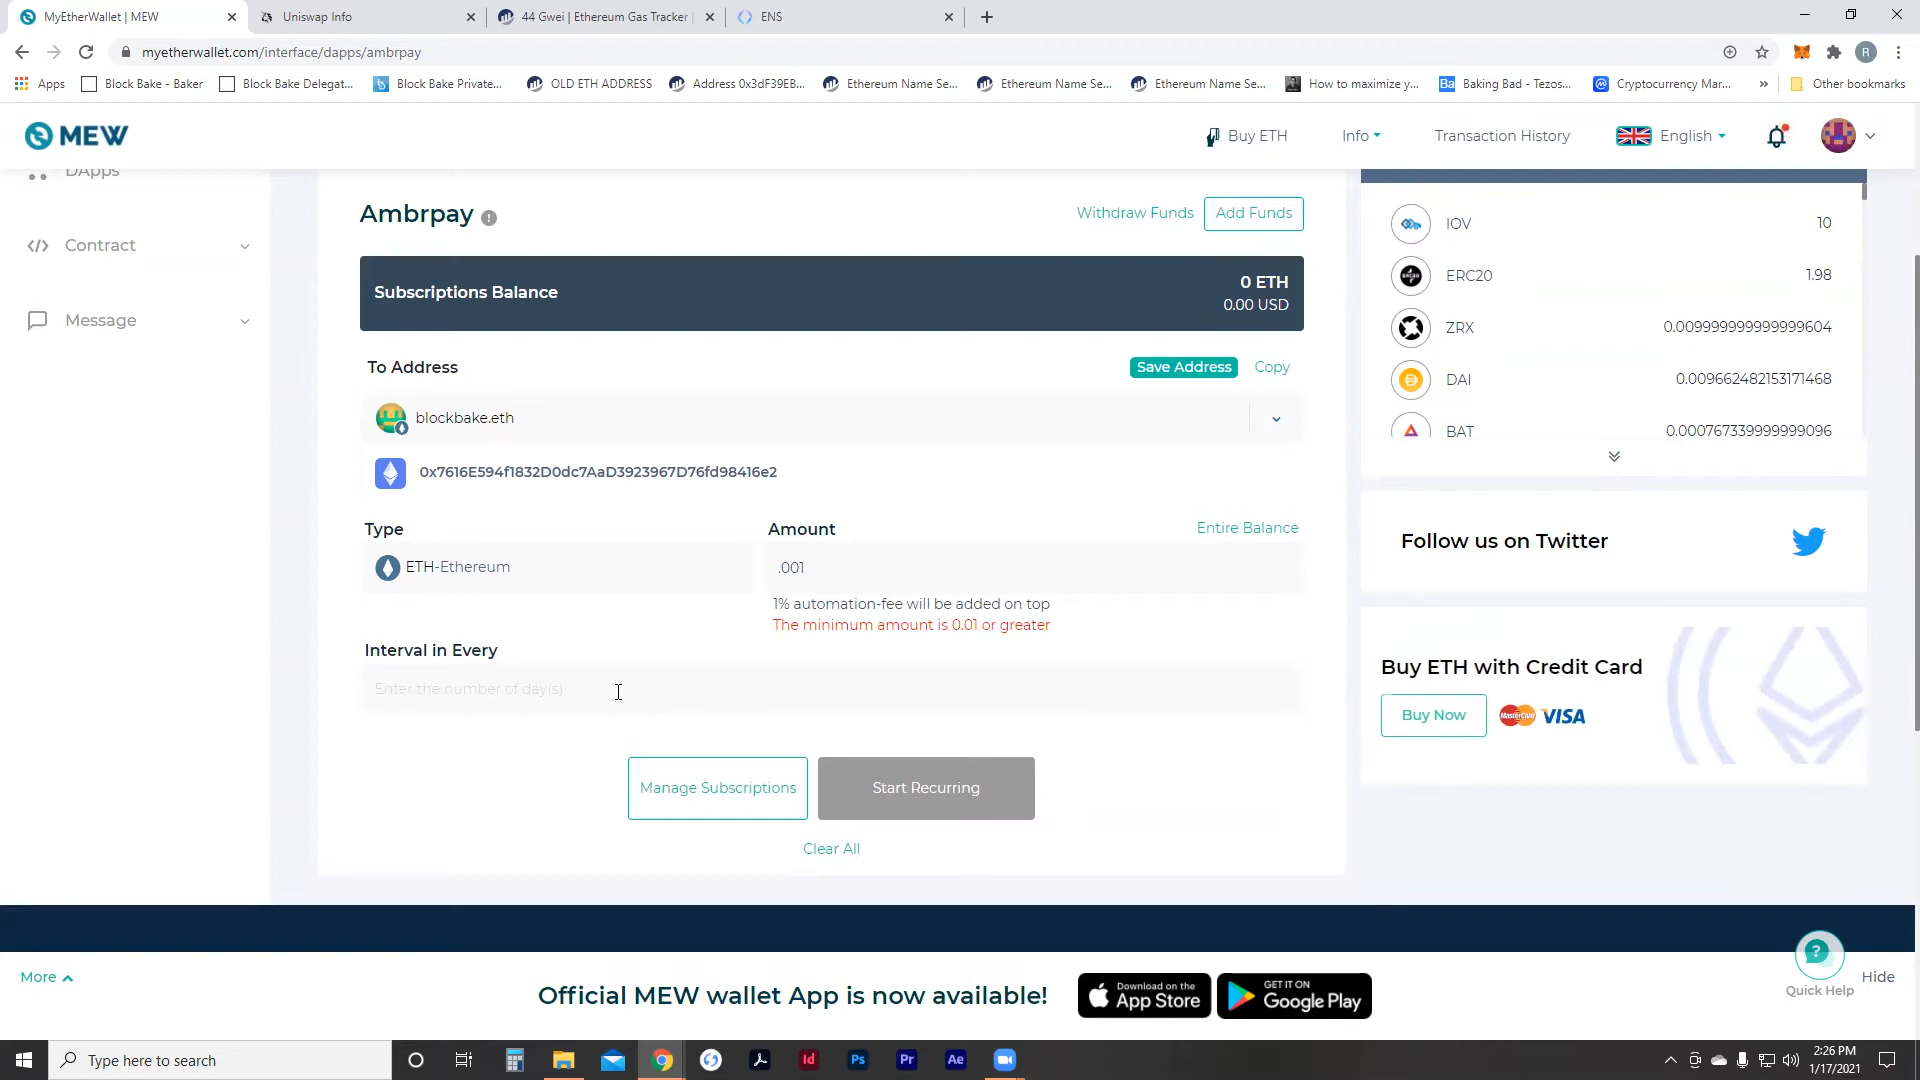 MyEtherWallet | MEW
Uniswap Info
44 Gwei | Ethereum Gas Tracker |
ENS
myetherwallet.com/interface/dapps/ambrpay
R
Apps
Block Bake - Baker
Block Bake Delegat...
Block Bake Private...
OLD ETH ADDRESS
Address 0x3dF39EB...
Ethereum Name Se...
Ethereum Name Se...
Ethereum Name Se...
How to maximize y...
Ba
Baking Bad - Tezos...
Cryptocurrency Mar...
Other bookmarks
MEW
Buy ETH
Info
Transaction History
English
DApps
Contract
Message
Ambrpay
Withdraw Funds
Add Funds
Subscriptions Balance
0 ETH
0.00 USD
To Address
Save Address
Copy
blockbake.eth
0x7616E594f1832D0dc7AaD3923967D76fd98416e2
Type
Amount
Entire Balance
ETH-Ethereum
.001
1% automation-fee will be added on top
The minimum amount is 0.01 or greater
Interval in Every
Enter the number of day(s)
Manage Subscriptions
Start Recurring
Clear All
IOV
10
ERC20
1.98
ZRX
0.009999999999999604
DAI
0.009662482153171468
BAT
0.000767339999999096
Follow us on Twitter
Buy ETH with Credit Card
Buy Now
MasterCard
VISA
More
Official MEW wallet App is now available!
Download on the
App Store
GET IT ON
Google Play
?
Quick Help
Hide
Type here to search
Id
Ps
Pr
Ae
2:26 PM
1/17/2021